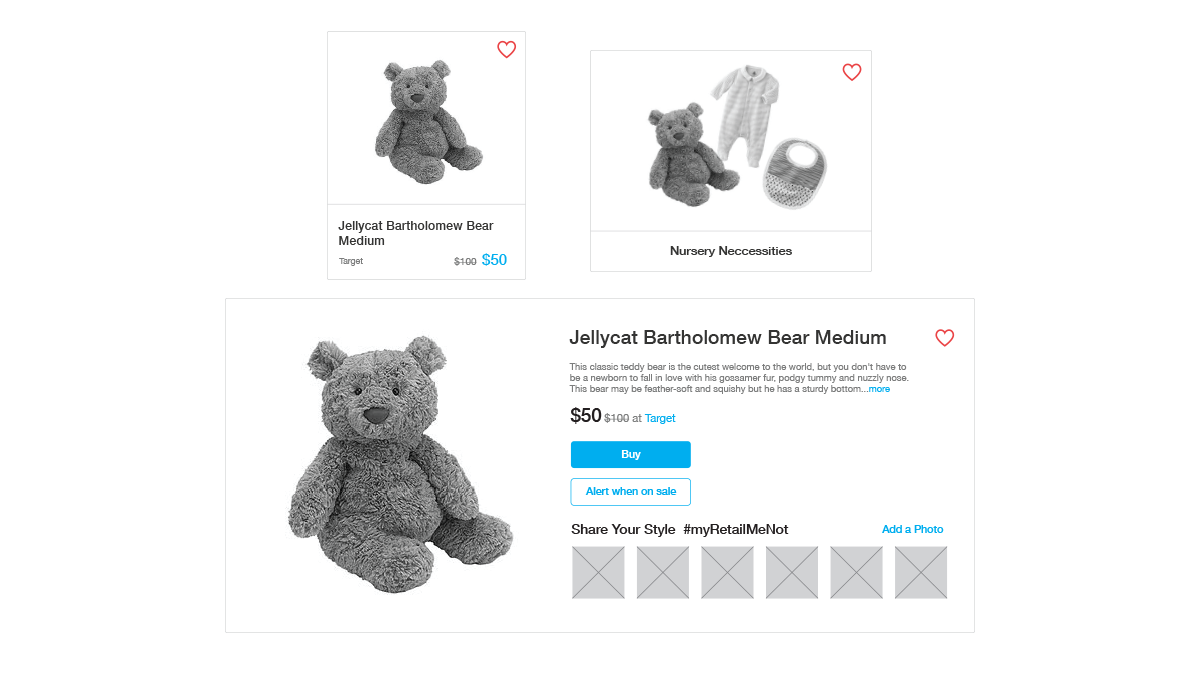 Jellycat Bartholomew Bear
Medium
Target $100 $50
Nursery Neccessities
Jellycat Bartholomew Bear Medium
This classic teddy bear is the cutest welcome to the world, but you don't have to
be a newborn to fall in love with his gossamer fur, podgy tummy and nuzzly nose.
This bear may be feather-soft and squishy but he has a sturdy bottom...more
$50 $100 at Target
Buy
Alert when on sale
Share Your Style #myRetailMeNot Add a Photo